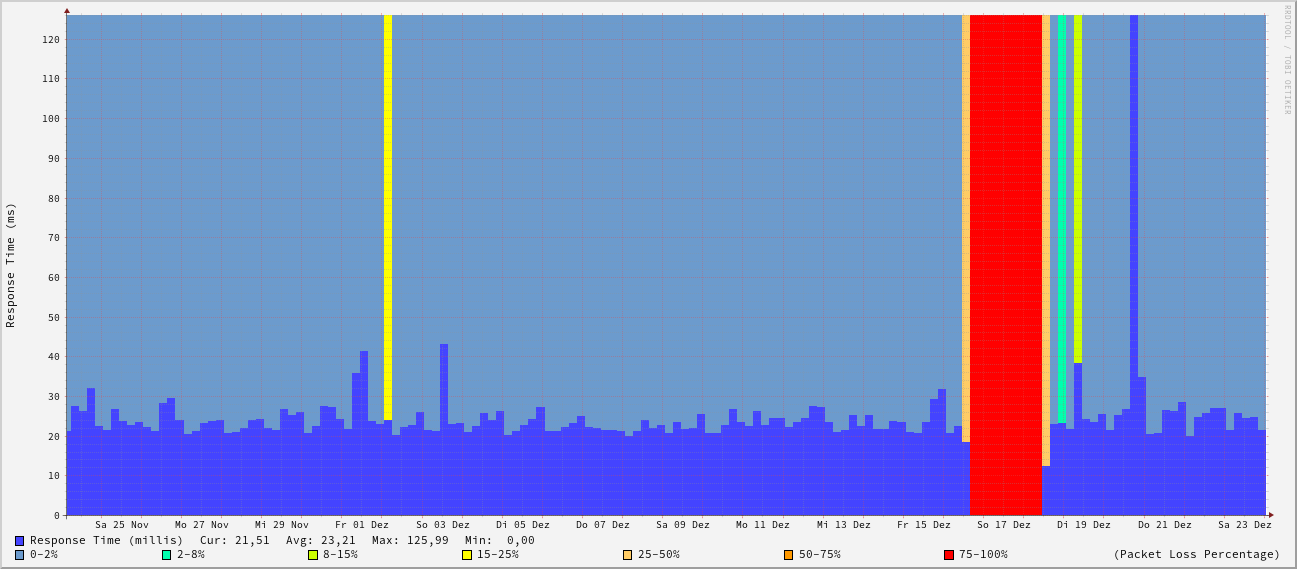 RRDTOOL / TOBI OETIKER
Response Time (ms)
120
110
100
90
80
70
60
50
40
30
20
10
0
Sa 25 Nov Mo 27 Nov Mi 29 Nov Fr 01 Dez So 03 Dez Di 05 Dez Do 07 Dez Sa 09 Dez Mo 11 Dez Mi 13 Dez Fr 15 Dez So 17 Dez Di 19 Dez Do 21 Dez Sa 23 Dez
Response Time (millis) Cur: 21,51 Avg: 23,21 Max: 125,99 Min: 0,00
0-2% 2-8% 8-15% 15-25% 25-50% 50-75% 75-100% (Packet Loss Percentage)